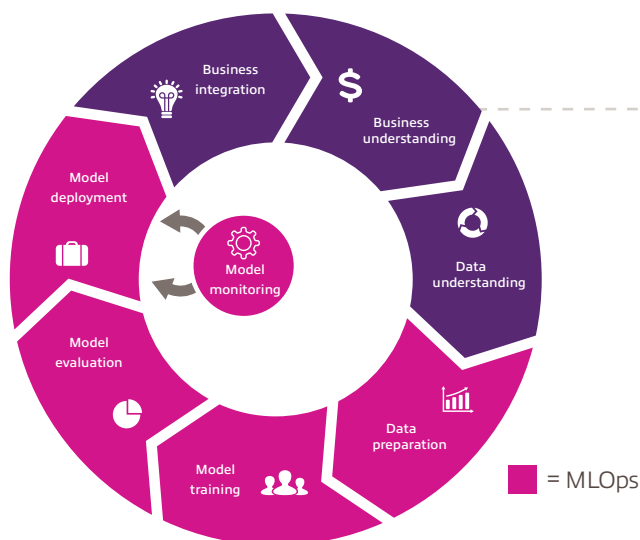 Business
integration
$
Business
understanding
Model
deployment
Data
understanding
Model
monitoring
Model
evaluation
Data
preparation
Model
training
= MLOps